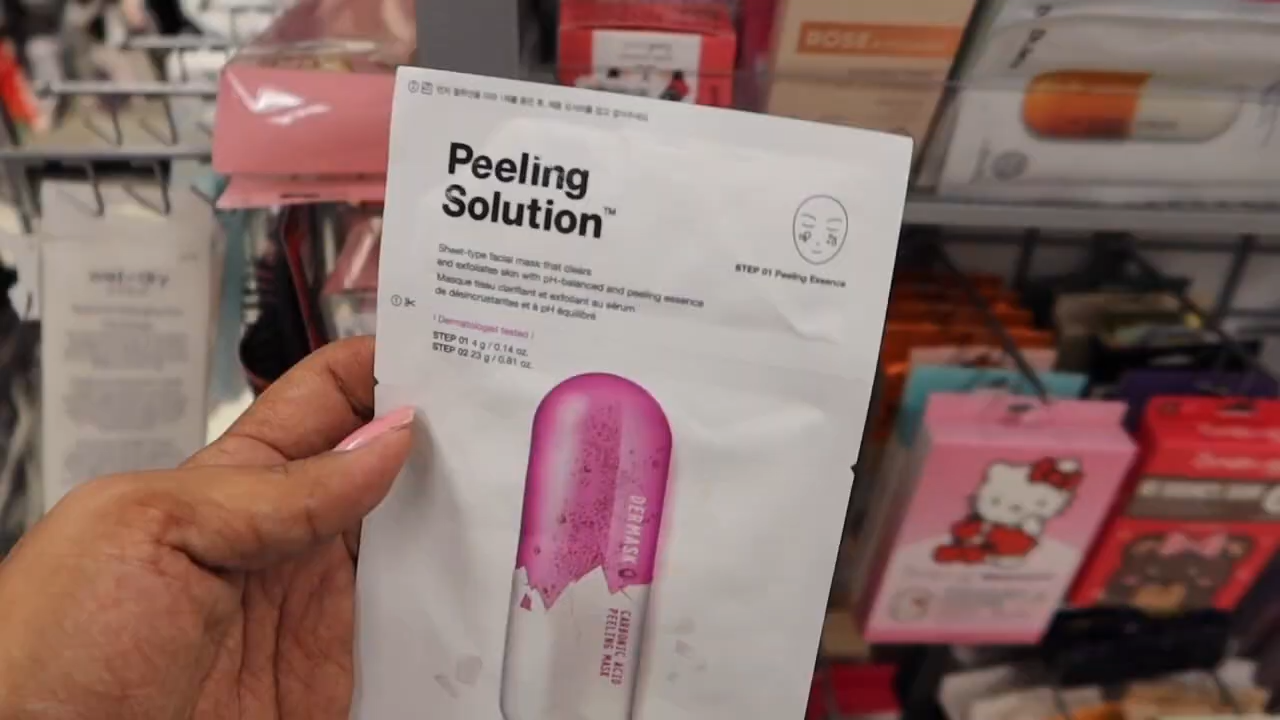 Peeling
Solution™
Sheet-type facial mask that clears
and exfoliates skin with pH-balanced and peeling essence
Masque tissu clarifiant et exfoliant au sérum
de désincrustantes et à pH équilibré
| Dermatologist tested |
STEP 01 4 g / 0.14 oz.
STEP 02 23 g / 0.81 oz.
STEP 01 Peeling Essence
DERMASK
CARBONIC ACID
PEELING MASK
ROSE